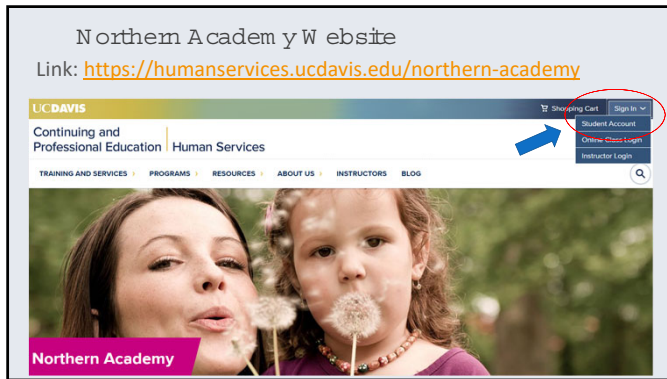 Northern Academy Website
Link: https://humanservices.ucdavis.edu/northern-academy
UCDAVIS
Shopping Cart
Sign In
Student Account
Online Class Login
Instructor Login
Continuing and
Professional Education Human Services
TRAINING AND SERVICES PROGRAMS RESOURCES ABOUT US INSTRUCTORS BLOG
Northern Academy